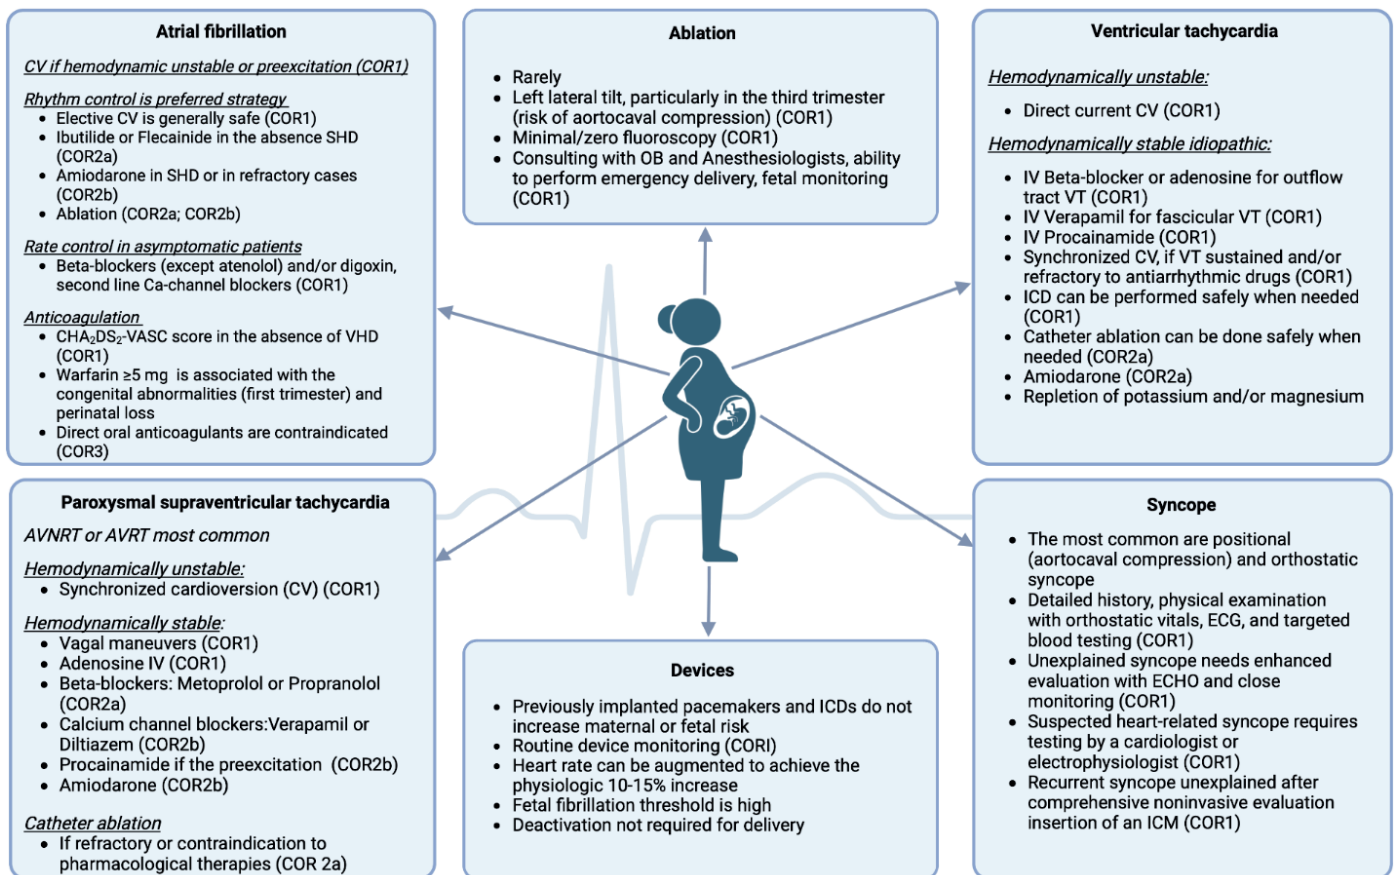 Atrial fibrillation
CV if hemodynamic unstable or preexcitation (COR1)
Rhythm control is preferred strategy
• Elective CV is generally safe (COR1)
• Ibutilide or Flecainide in the absence SHD
(COR2a)
• Amiodarone in SHD or in refractory cases
(COR2b)
• Ablation (COR2a; COR2b)
Rate control in asymptomatic patients
• Beta-blockers (except atenolol) and/or digoxin,
second line Ca-channel blockers (COR1)
Anticoagulation
• CHA₂DS₂-VASC score in the absence of VHD
(COR1)
• Warfarin ≥5 mg is associated with the
congenital abnormalities (first trimester) and
perinatal loss
• Direct oral anticoagulants are contraindicated
(COR3)
Ablation
• Rarely
• Left lateral tilt, particularly in the third trimester
(risk of aortocaval compression) (COR1)
• Minimal/zero fluoroscopy (COR1)
• Consulting with OB and Anesthesiologists, ability
to perform emergency delivery, fetal monitoring
(COR1)
Ventricular tachycardia
Hemodynamically unstable:
• Direct current CV (COR1)
Hemodynamically stable idiopathic:
• IV Beta-blocker or adenosine for outflow
tract VT (COR1)
• IV Verapamil for fascicular VT (COR1)
• IV Procainamide (COR1)
• Synchronized CV, if VT sustained and/or
refractory to antiarrhythmic drugs (COR1)
• ICD can be performed safely when needed
(COR1)
• Catheter ablation can be done safely when
needed (COR2a)
• Amiodarone (COR2a)
• Repletion of potassium and/or magnesium
Paroxysmal supraventricular tachycardia
AVNRT or AVRT most common
Hemodynamically unstable:
• Synchronized cardioversion (CV) (COR1)
Hemodynamically stable:
• Vagal maneuvers (COR1)
• Adenosine IV (COR1)
• Beta-blockers: Metoprolol or Propranolol
(COR2a)
• Calcium channel blockers:Verapamil or
Diltiazem (COR2b)
• Procainamide if the preexcitation (COR2b)
• Amiodarone (COR2b)
Catheter ablation
• If refractory or contraindication to
pharmacological therapies (COR 2a)
Devices
• Previously implanted pacemakers and ICDs do not
increase maternal or fetal risk
• Routine device monitoring (CORI)
• Heart rate can be augmented to achieve the
physiologic 10-15% increase
• Fetal fibrillation threshold is high
• Deactivation not required for delivery
Syncope
• The most common are positional
(aortocaval compression) and orthostatic
syncope
• Detailed history, physical examination
with orthostatic vitals, ECG, and targeted
blood testing (COR1)
• Unexplained syncope needs enhanced
evaluation with ECHO and close
monitoring (COR1)
• Suspected heart-related syncope requires
testing by a cardiologist or
electrophysiologist (COR1)
• Recurrent syncope unexplained after
comprehensive noninvasive evaluation
insertion of an ICM (COR1)